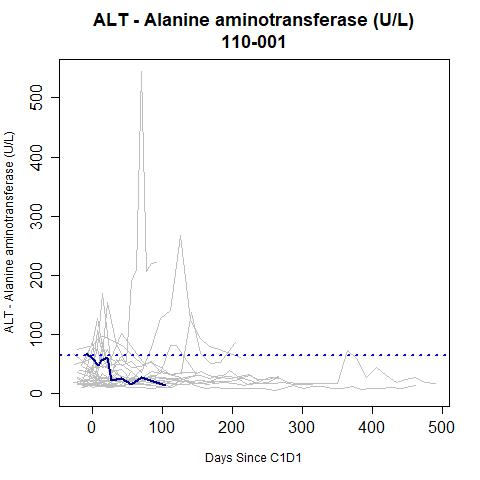 ALT - Alanine aminotransferase (U/L)
110-001
ALT - Alanine aminotransferase (U/L)
500
400
300
200
100
0
0 100 200 300 400 500
Days Since C1D1